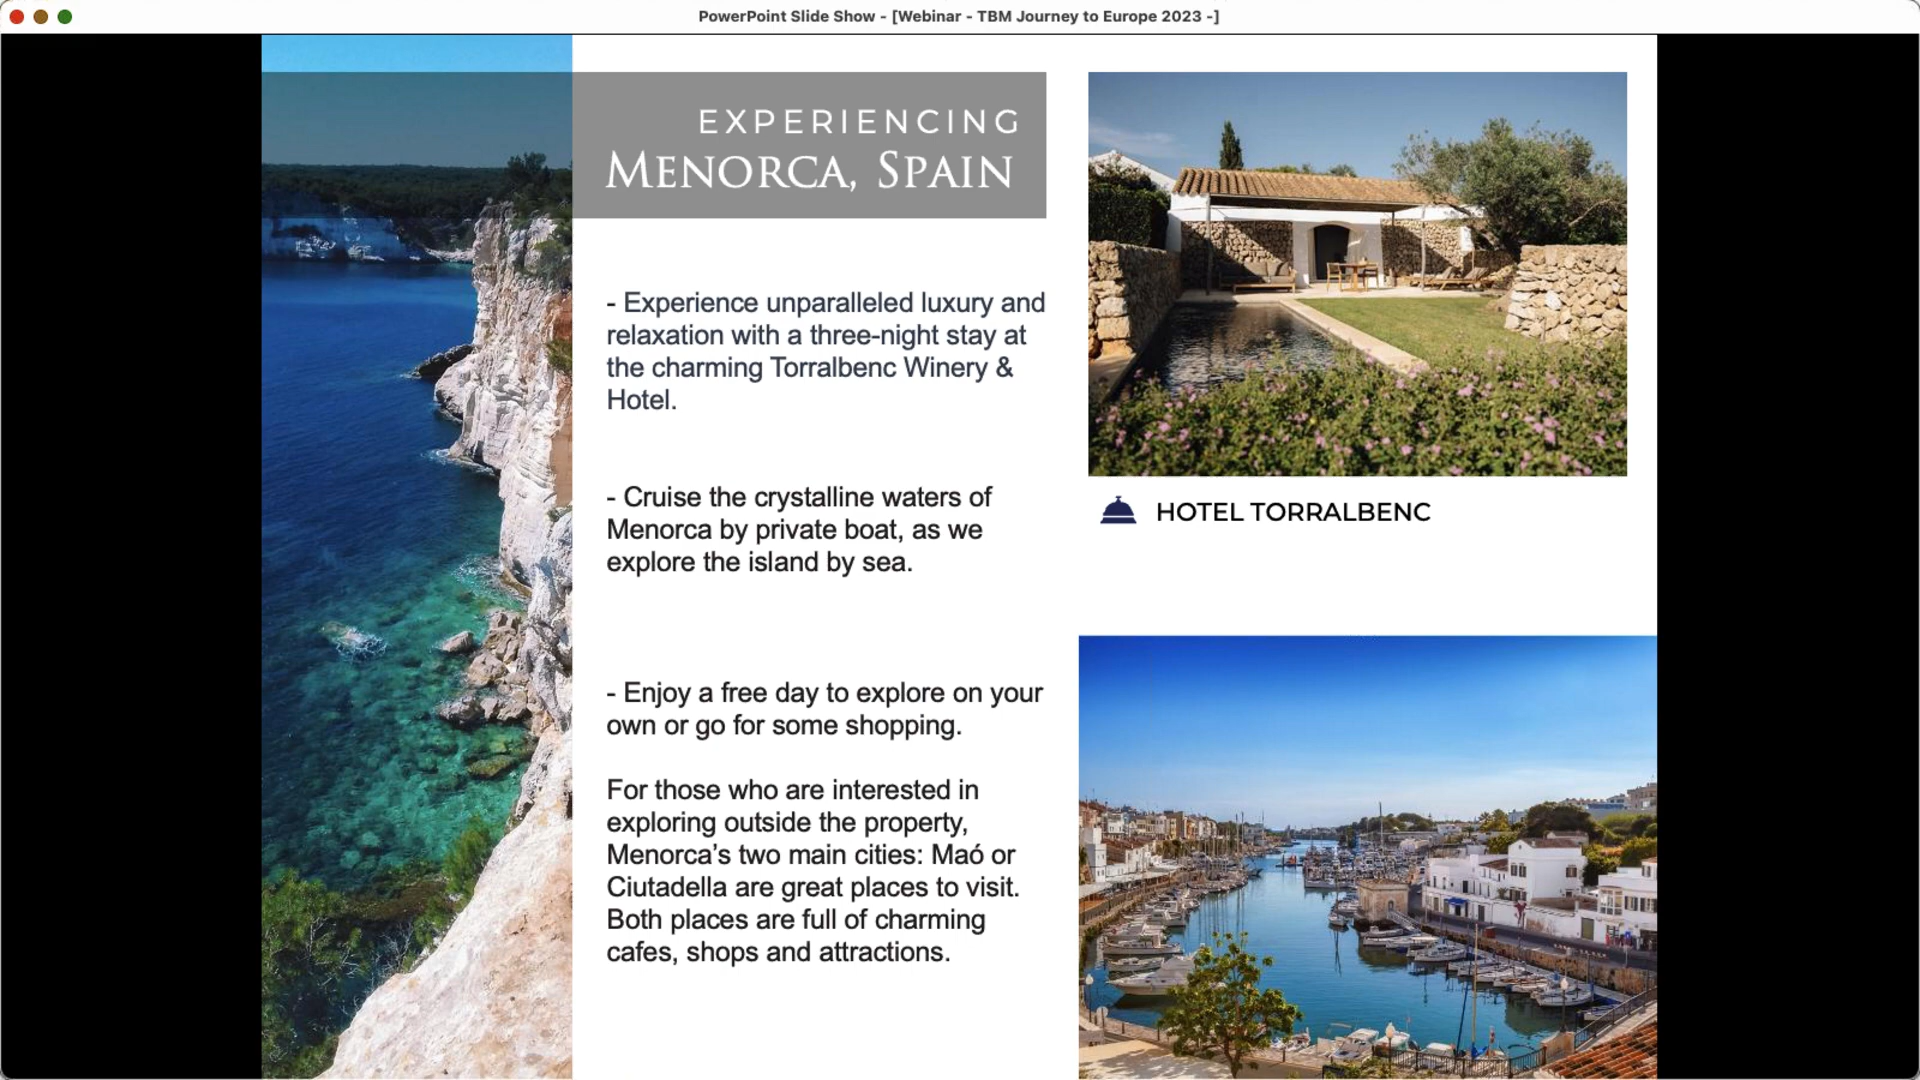 PowerPoint Slide Show - [Webinar - TBM Journey to Europe 2023 -]
EXPERIENCING
MENORCA, SPAIN
- Experience unparalleled luxury and
relaxation with a three-night stay at
the charming Torralbenc Winery &
Hotel.
- Cruise the crystalline waters of
Menorca by private boat, as we
explore the island by sea.
- Enjoy a free day to explore on your
own or go for some shopping.
For those who are interested in
exploring outside the property,
Menorca’s two main cities: Maó or
Ciutadella are great places to visit.
Both places are full of charming
cafes, shops and attractions.
HOTEL TORRALBENC